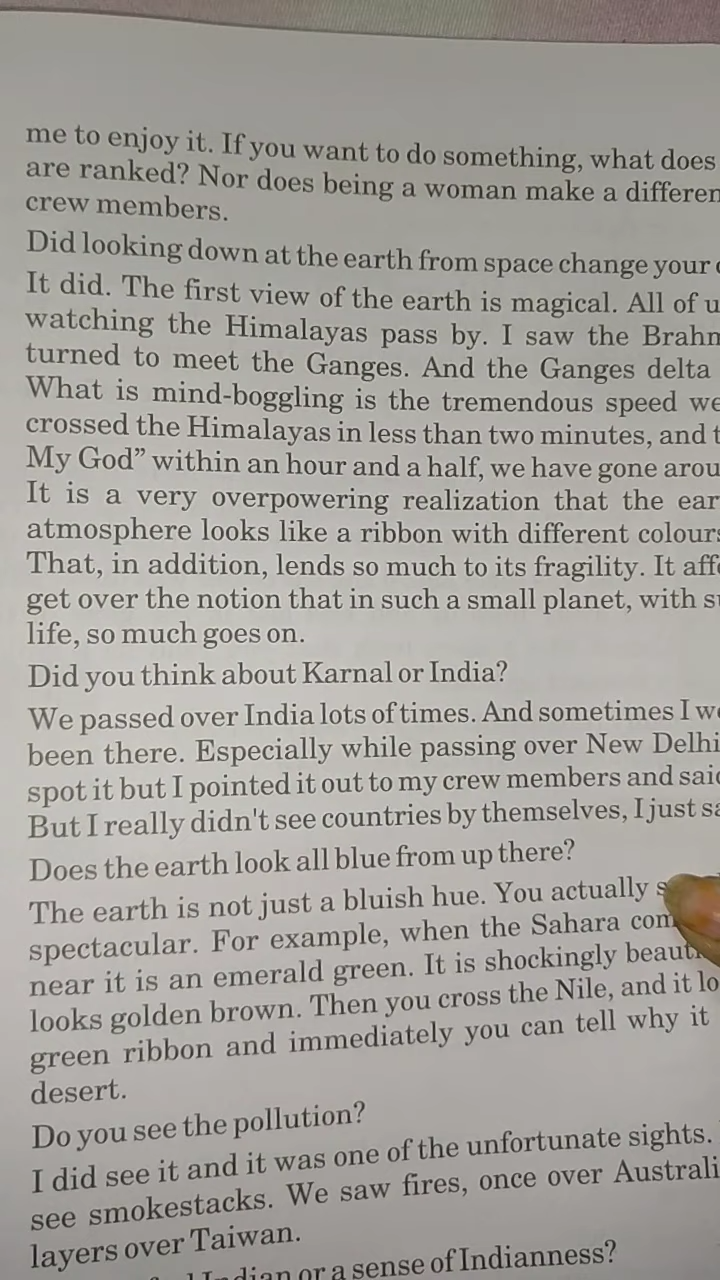 me to enjoy it. If you want to do something, what does
are ranked? Nor does being a woman make a
crew members.
Did looking down at the earth from space change your
It did. The first view of the earth is magical. All of
watching the Himalayas pass by. I saw the
turned to meet the Ganges. And the Ganges delta
What is mind-boggling is the tremendous speed
crossed the Himalayas in less than two minutes, and
My God" within an hour and a half, we have gone
It is a very overpowering realization that the
atmosphere looks like a ribbon with different
That, in addition, lends so much to its fragility. It
get over the notion that in such a small planet, with
life, so much goes on.
Did you think about Karnal or India?
We passed over India lots of times. And sometimes I
been there. Especially while passing over New Delhi
spot it but I pointed it out to my crew members and
But I really didn't see countries by themselves, I just
Does the earth look all blue from up there?
The earth is not just a bluish hue. You actually
spectacular. For example, when the Sahara
near it is an emerald green. It is shockingly
looks golden brown. Then you cross the Nile, and it
green ribbon and immediately you can tell why it
desert.
Do you see the pollution?
I did see it and it was one of the unfortunate sights.
see smokestacks. We saw fires, once over
layers over Taiwan.
or a sense of Indianness?